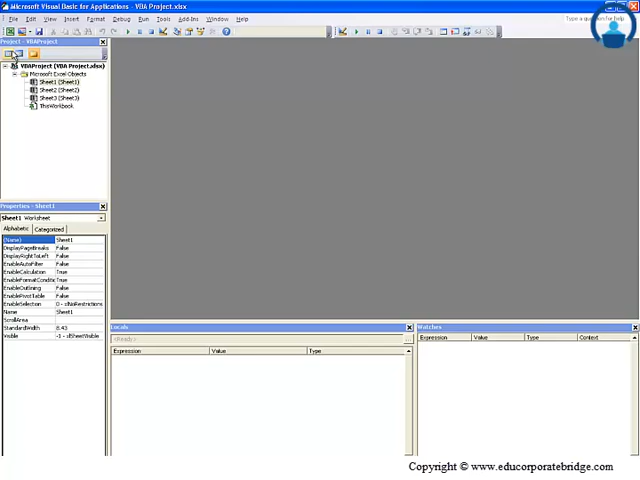 Microsoft Visual Basic for Applications - VBA Project.xlsx
File Edit View Insert Format Debug Run Tools Add-Ins Window Help
Type a question for help
Project - VBAProject
VBAProject (VBA Project.xlsx)
Microsoft Excel Objects
Sheet1 (Sheet1)
Sheet2 (Sheet2)
Sheet3 (Sheet3)
ThisWorkbook
Properties - Sheet1
Sheet1 Worksheet
Alphabetic Categorized
(Name) Sheet1
DisplayPageBreaks False
DisplayRightToLeft False
EnableAutoFilter False
EnableCalculation True
EnableFormatConditio True
EnableOutlining False
EnablePivotTable False
EnableSelection 0 - xlNoRestrictions
Name Sheet1
ScrollArea
StandardWidth 8.43
Visible -1 - xlSheetVisible
Locals
<Ready>
Expression Value Type
Watches
Expression Value Type Context
Copyright © www.educorporatebridge.com